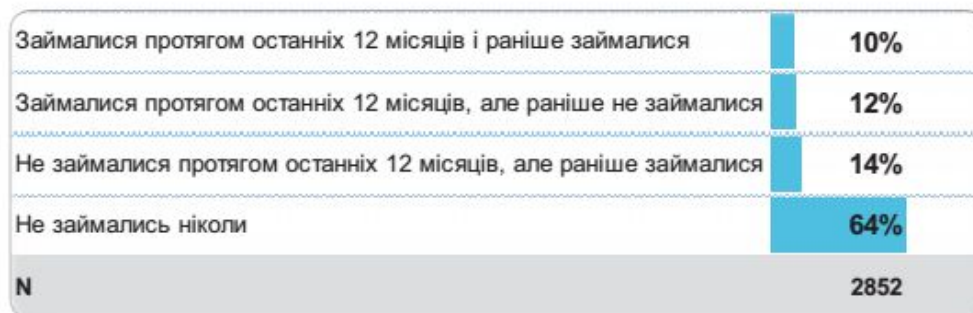 Займалися протягом останніх 12 місяців і раніше займалися 10%
Займалися протягом останніх 12 місяців, але раніше не займалися 12%
Не займалися протягом останніх 12 місяців, але раніше займалися 14%
Не займались ніколи 64%
N 2852